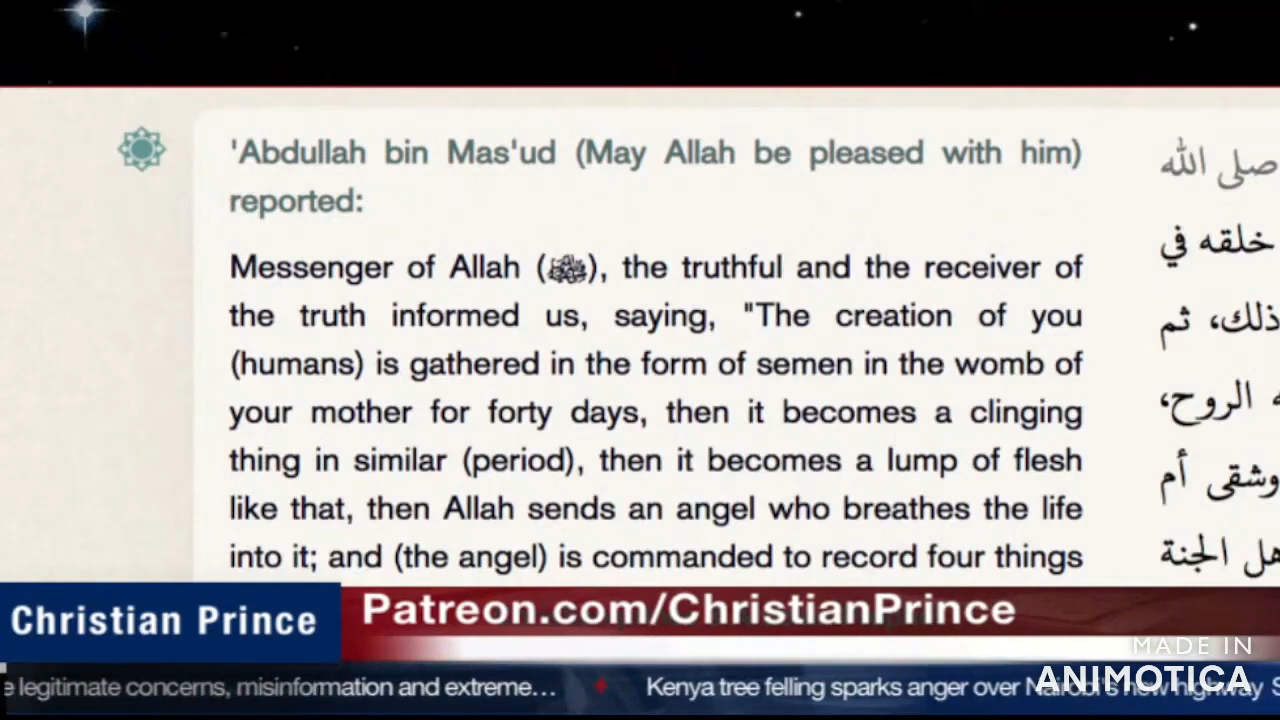 'Abdullah bin Mas'ud (May Allah be pleased with him)
reported:
Messenger of Allah (ﷺ), the truthful and the receiver of
the truth informed us, saying, "The creation of you
(humans) is gathered in the form of semen in the womb of
your mother for forty days, then it becomes a clinging
thing in similar (period), then it becomes a lump of flesh
like that, then Allah sends an angel who breathes the life
into it; and (the angel) is commanded to record four things
صلى الله
خلقه في
ذلك، ثم
الروح،
وشقى أم
هل الجنة
Christian Prince
Patreon.com/ChristianPrince
MADE IN
ANIMOTICA
e legitimate concerns, misinformation and extreme… Kenya tree felling sparks anger over Nairobi's new highway S